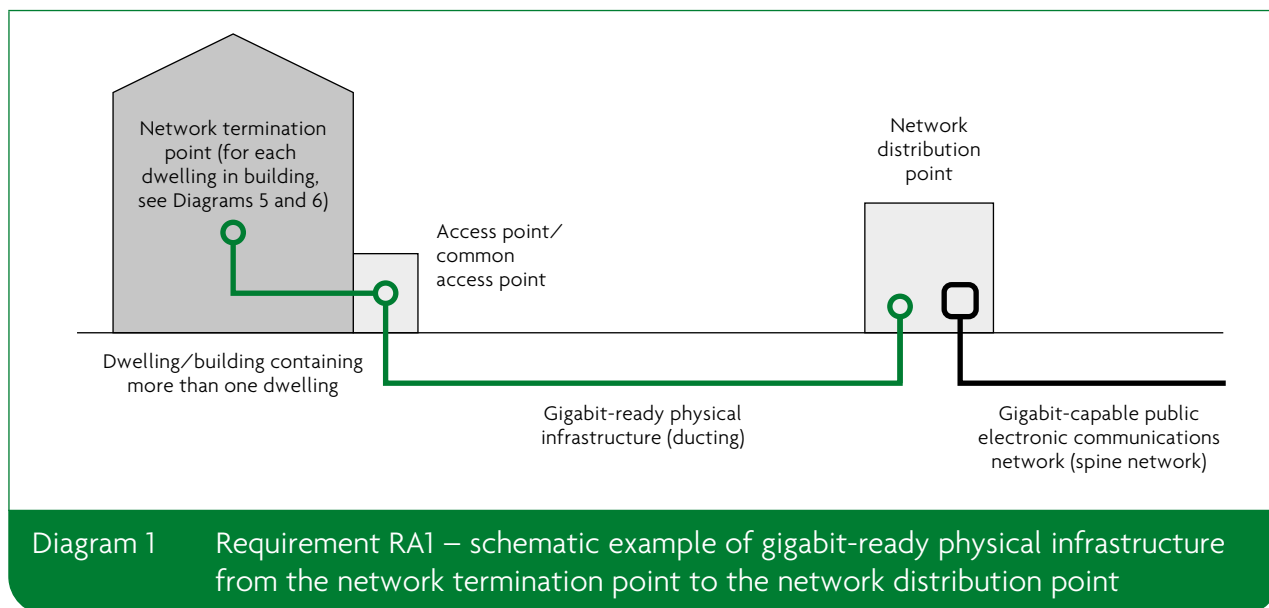 Network termination
point (for each
dwelling in building,
see Diagrams 5 and 6)
Access point/
common
access point
Network
distribution
point
Dwelling/building containing
more than one dwelling
Gigabit-ready physical
infrastructure (ducting)
Gigabit-capable public
electronic communications
network (spine network)
Diagram 1 Requirement RA1 – schematic example of gigabit-ready physical infrastructure
from the network termination point to the network distribution point